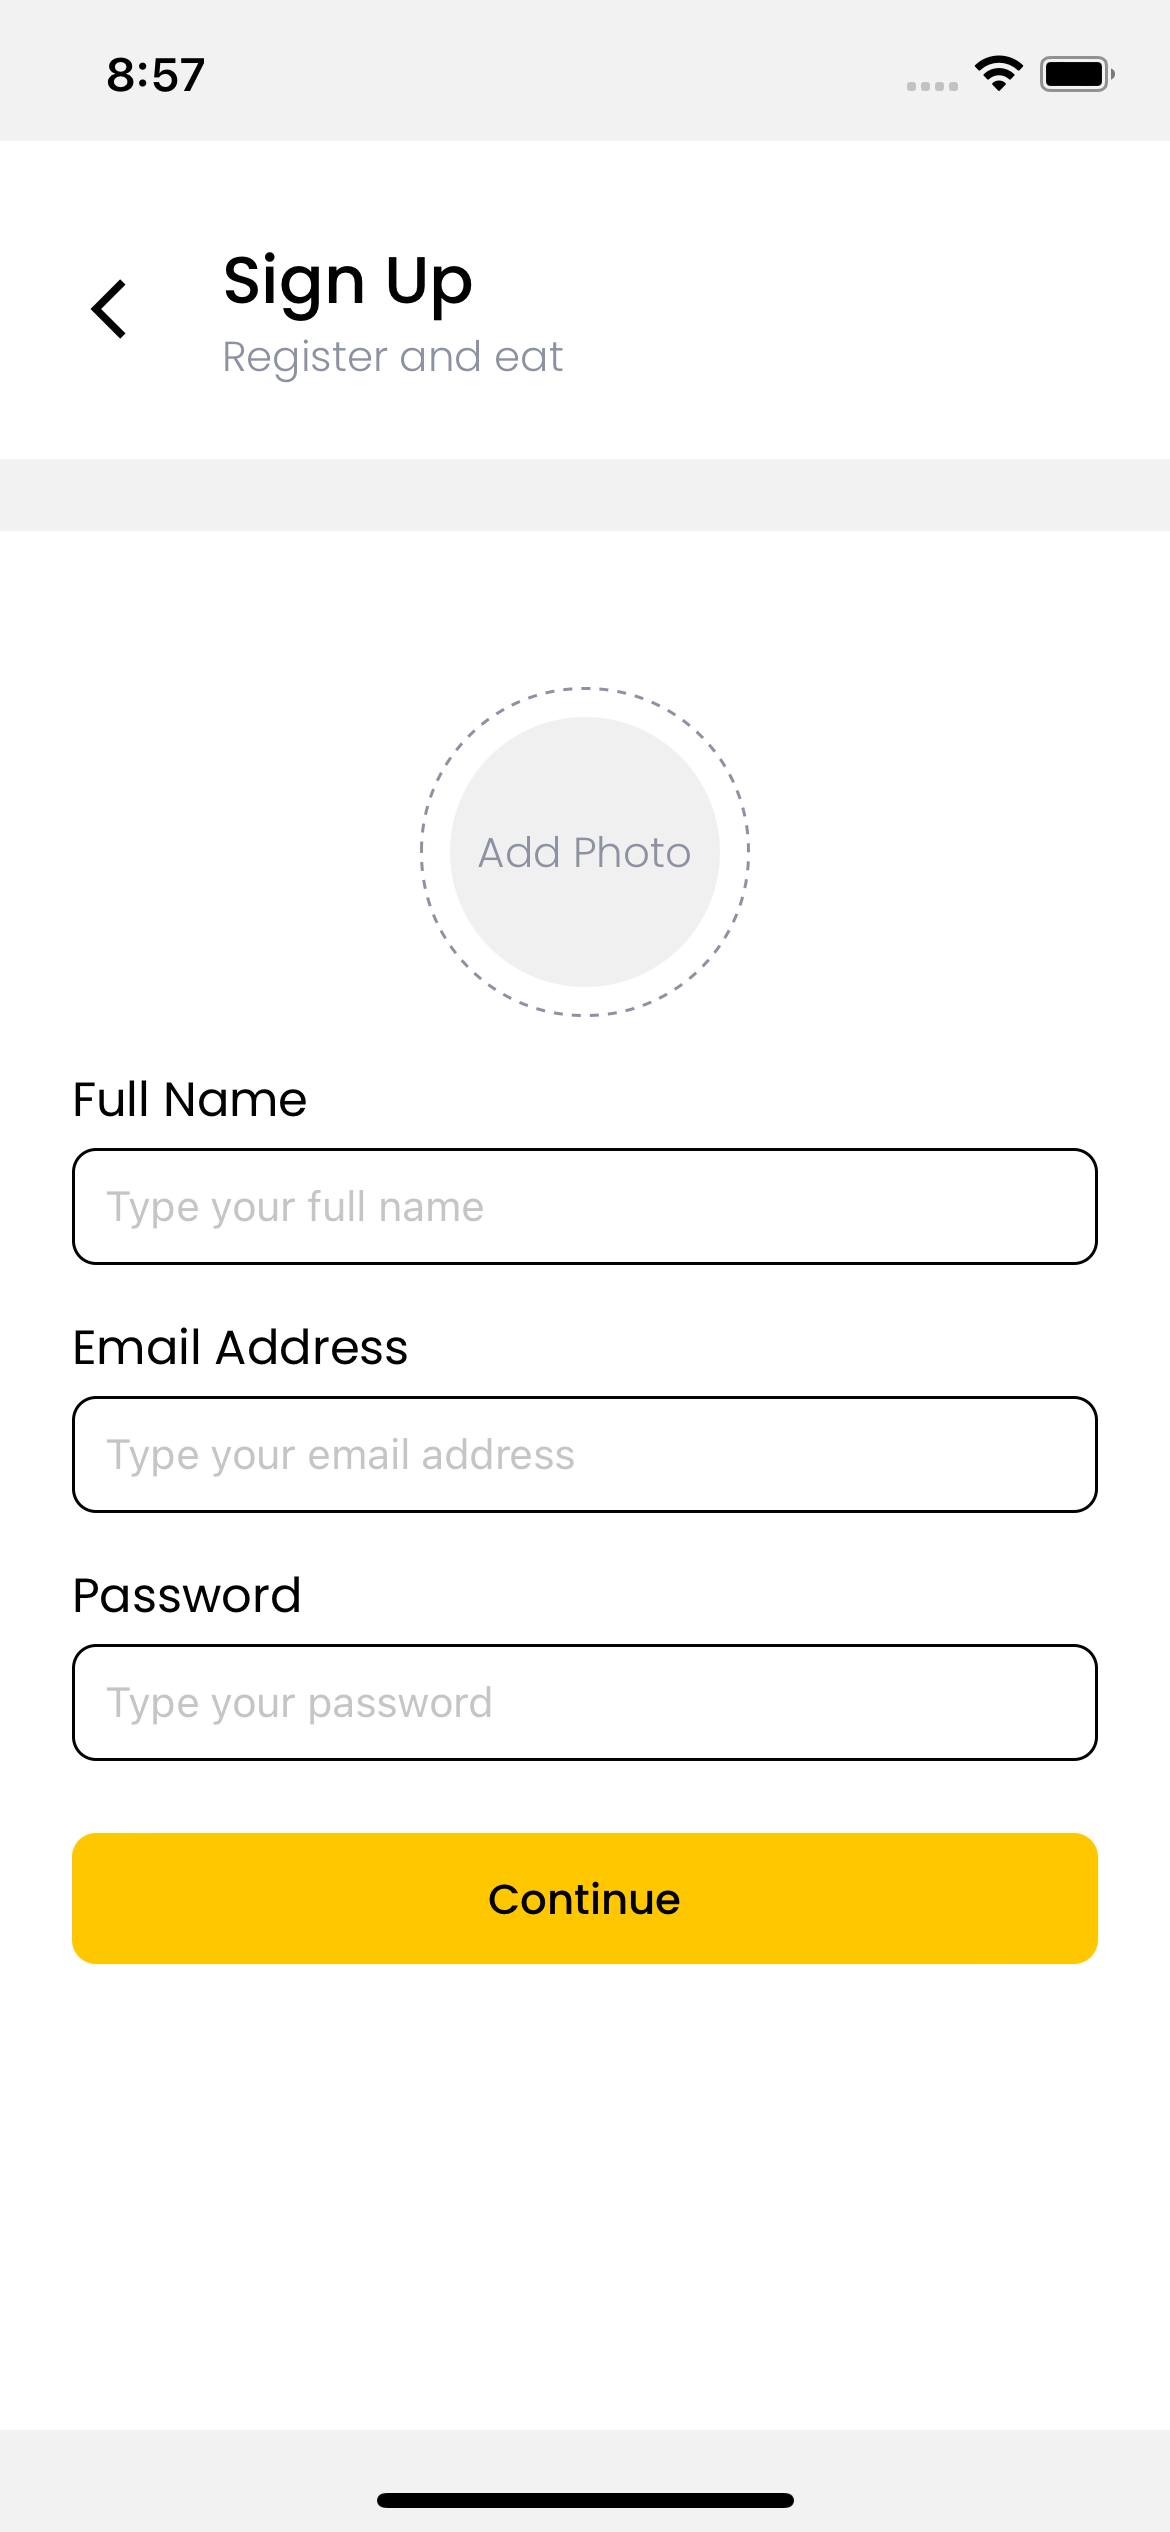 8:57
Sign Up
Register and eat
Add Photo
Full Name
Type your full name
Email Address
Type your email address
Password
Type your password
Continue